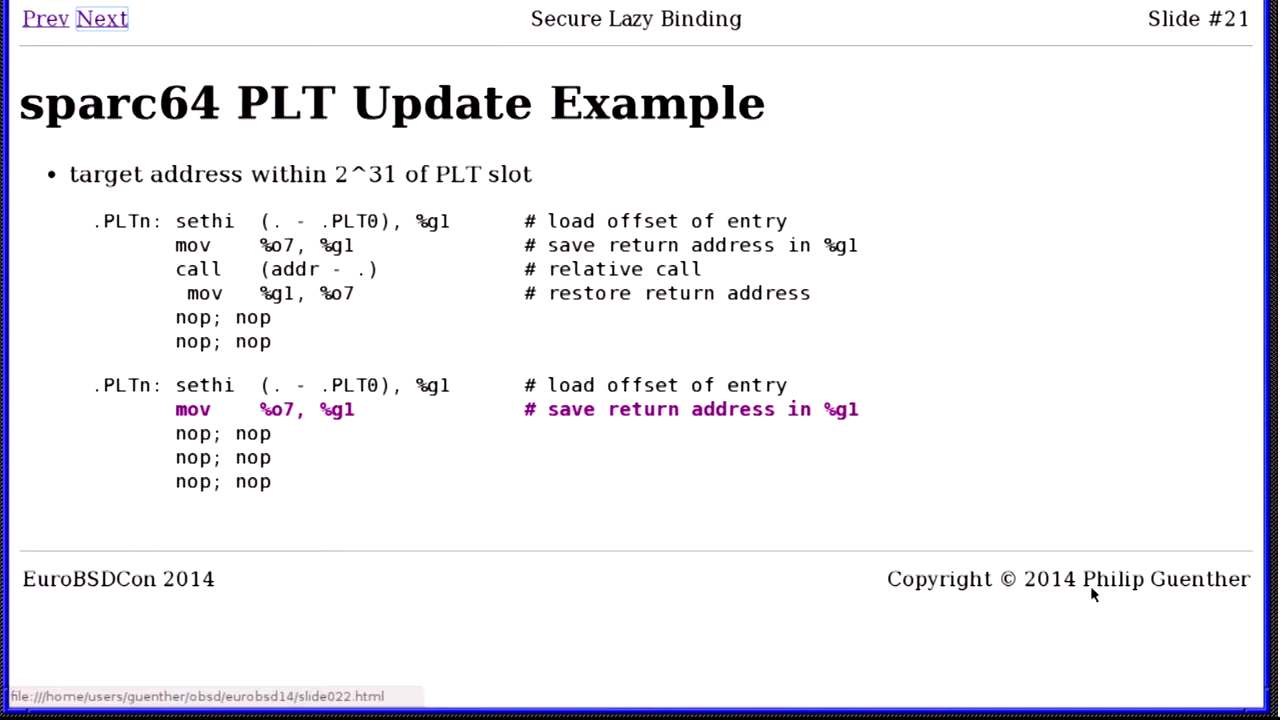 Prev Next Secure Lazy Binding Slide #21
sparc64 PLT Update Example
• target address within 2^31 of PLT slot
.PLTn: sethi (. - .PLT0), %g1 # load offset of entry
mov %o7, %g1 # save return address in %g1
call (addr - .) # relative call
mov %g1, %o7 # restore return address
nop; nop
nop; nop
.PLTn: sethi (. - .PLT0), %g1 # load offset of entry
mov %o7, %g1 # save return address in %g1
nop; nop
nop; nop
nop; nop
EuroBSDCon 2014 Copyright © 2014 Philip Guenther
file:///home/users/guenther/obsd/eurobsd14/slide022.html